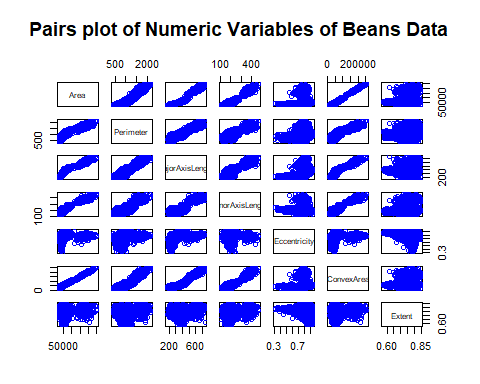 Pairs plot of Numeric Variables of Beans Data
500 2000 100 400 0 200000
Area
50000
500
Perimeter
ajorAxisLeng
200
100
norAxisLeng
Eccentricity
0.3
0
ConvexArea
Extent
0.60
50000 200 600 0.3 0.7 0.60 0.85